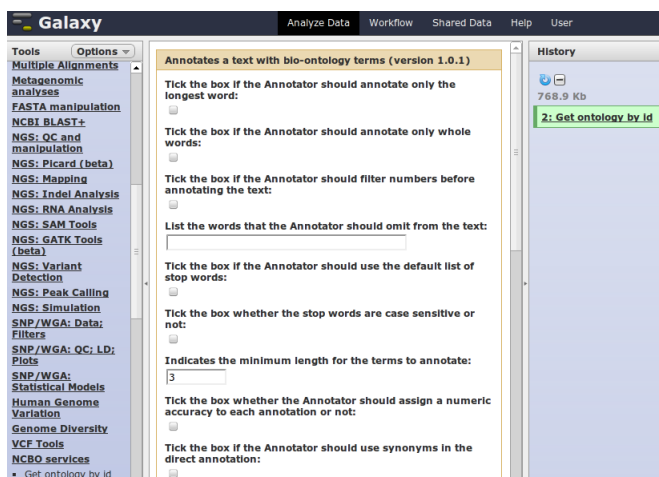 Galaxy
Analyze Data Workflow Shared Data Help User
Tools Options
Multiple Alignments
Metagenomic
analyses
FASTA manipulation
NCBI BLAST+
NGS: QC and
manipulation
NGS: Picard (beta)
NGS: Mapping
NGS: Indel Analysis
NGS: RNA Analysis
NGS: SAM Tools
NGS: GATK Tools
(beta)
NGS: Variant
Detection
NGS: Peak Calling
NGS: Simulation
SNP/WGA: Data;
Filters
SNP/WGA: QC; LD;
Plots
SNP/WGA:
Statistical Models
Human Genome
Variation
Genome Diversity
VCF Tools
NCBO services
Get ontology by id
Annotates a text with bio-ontology terms (version 1.0.1)
Tick the box if the Annotator should annotate only the
longest word:
Tick the box if the Annotator should annotate only whole
words:
Tick the box if the Annotator should filter numbers before
annotating the text:
List the words that the Annotator should omit from the text:
Tick the box if the Annotator should use the default list of
stop words:
Tick the box whether the stop words are case sensitive or
not:
Indicates the minimum length for the terms to annotate:
3
Tick the box whether the Annotator should assign a numeric
accuracy to each annotation or not:
Tick the box if the Annotator should use synonyms in the
direct annotation:
History
768.9 Kb
2: Get ontology by id